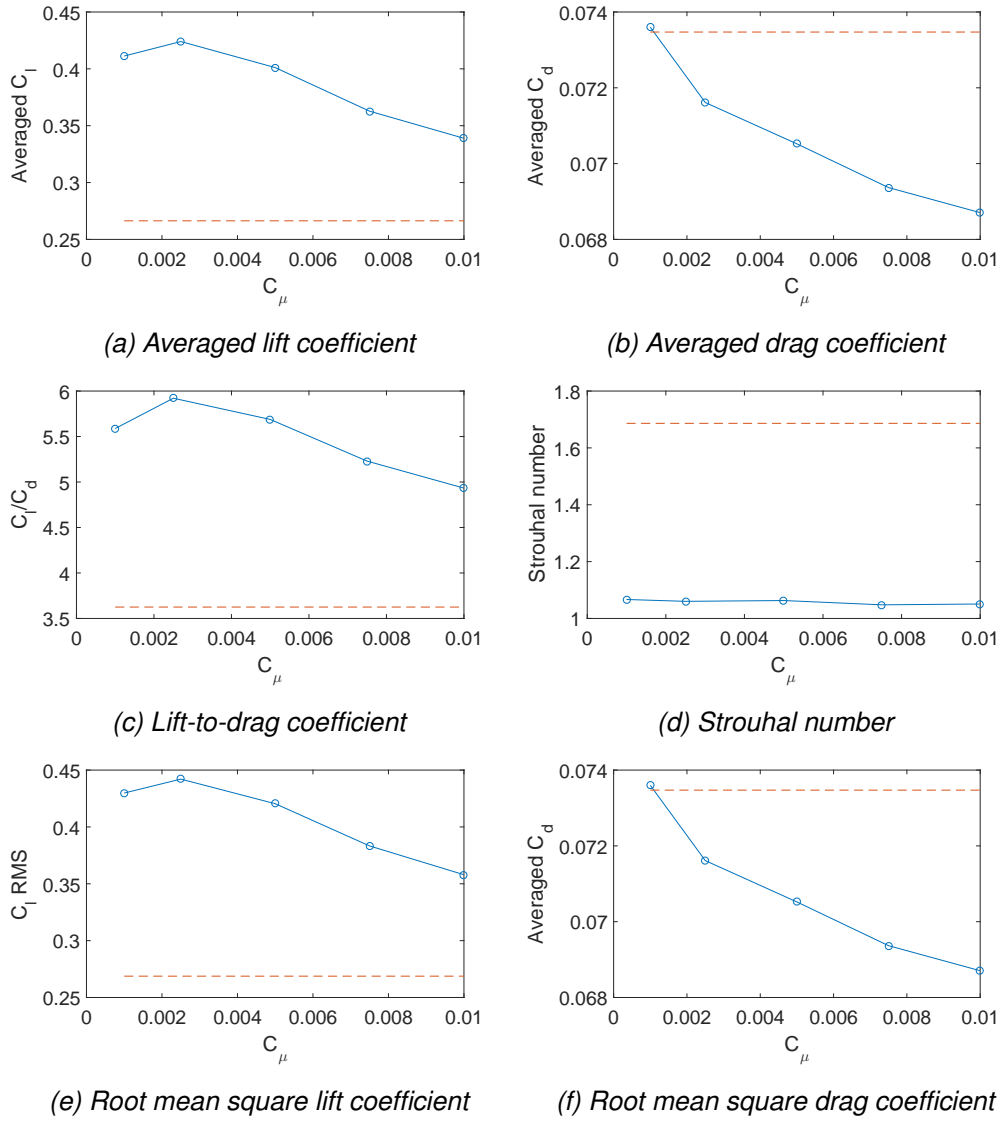 0.45
0.4
0.35
0.3
0.25
Averaged C_l
0 0.002 0.004 0.006 0.008 0.01
C_μ
(a) Averaged lift coefficient
0.074
0.072
0.07
0.068
Averaged C_d
0 0.002 0.004 0.006 0.008 0.01
C_μ
(b) Averaged drag coefficient
6
5.5
5
4.5
4
3.5
C_l/C_d
0 0.002 0.004 0.006 0.008 0.01
C_μ
(c) Lift-to-drag coefficient
1.8
1.6
1.4
1.2
1
Strouhal number
0 0.002 0.004 0.006 0.008 0.01
C_μ
(d) Strouhal number
0.45
0.4
0.35
0.3
0.25
C_l RMS
0 0.002 0.004 0.006 0.008 0.01
C_μ
(e) Root mean square lift coefficient
0.074
0.072
0.07
0.068
Averaged C_d
0 0.002 0.004 0.006 0.008 0.01
C_μ
(f) Root mean square drag coefficient